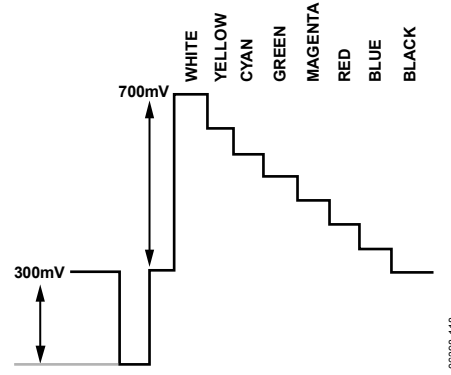 WHITE
YELLOW
CYAN
GREEN
MAGENTA
RED
BLUE
BLACK
700mV
300mV